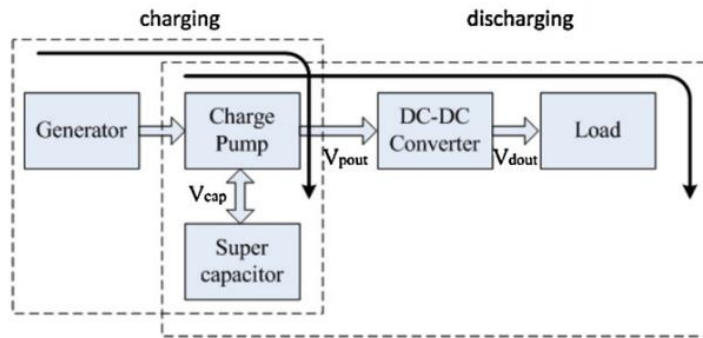 charging
discharging
Generator
Charge
Pump
DC-DC
Converter
Load
Vpout
Vdout
Vcap
Super
capacitor